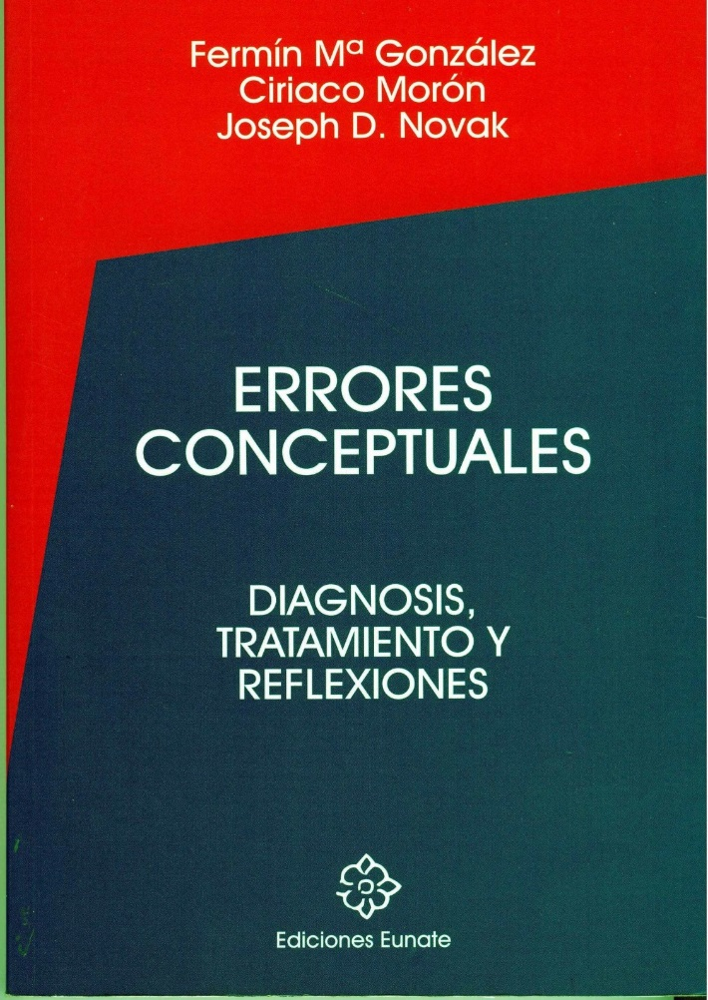 Fermín Mª González
Ciriaco Morón
Joseph D. Novak
ERRORES
CONCEPTUALES
DIAGNOSIS,
TRATAMIENTO Y
REFLEXIONES
Ediciones Eunate